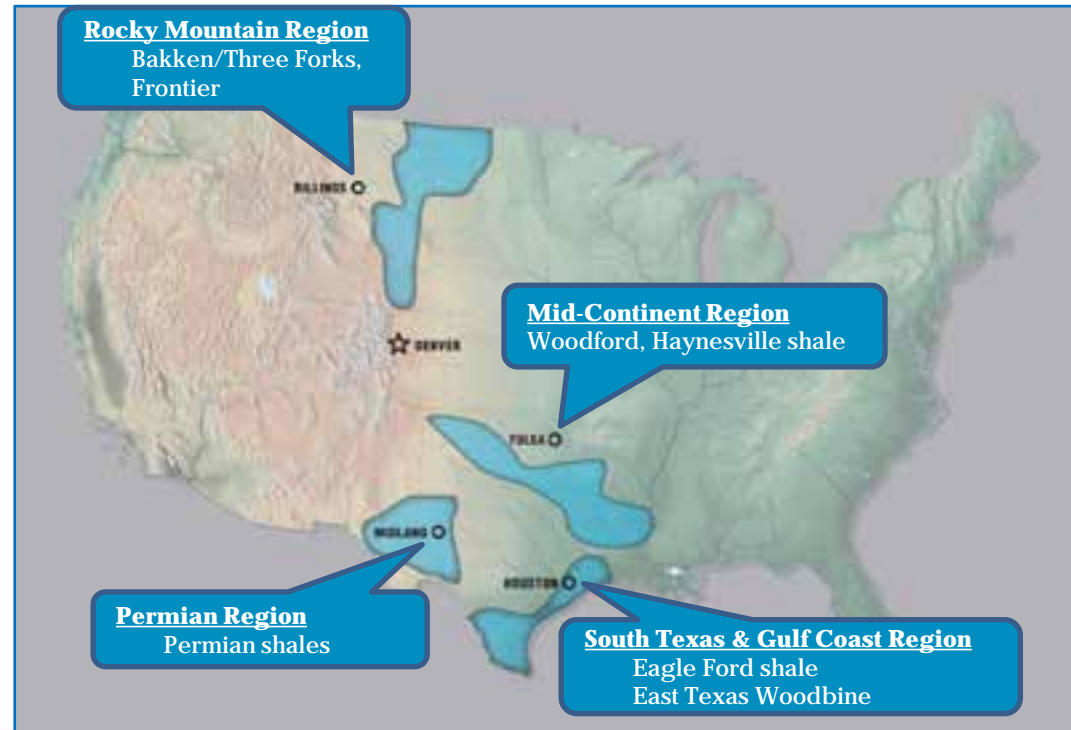 Rocky Mountain Region
Bakken/Three Forks,
Frontier
BILLINGS
Mid-Continent Region
Woodford, Haynesville shale
DENVER
TULSA
MIDLAND
HOUSTON
Permian Region
Permian shales
South Texas & Gulf Coast Region
Eagle Ford shale
East Texas Woodbine